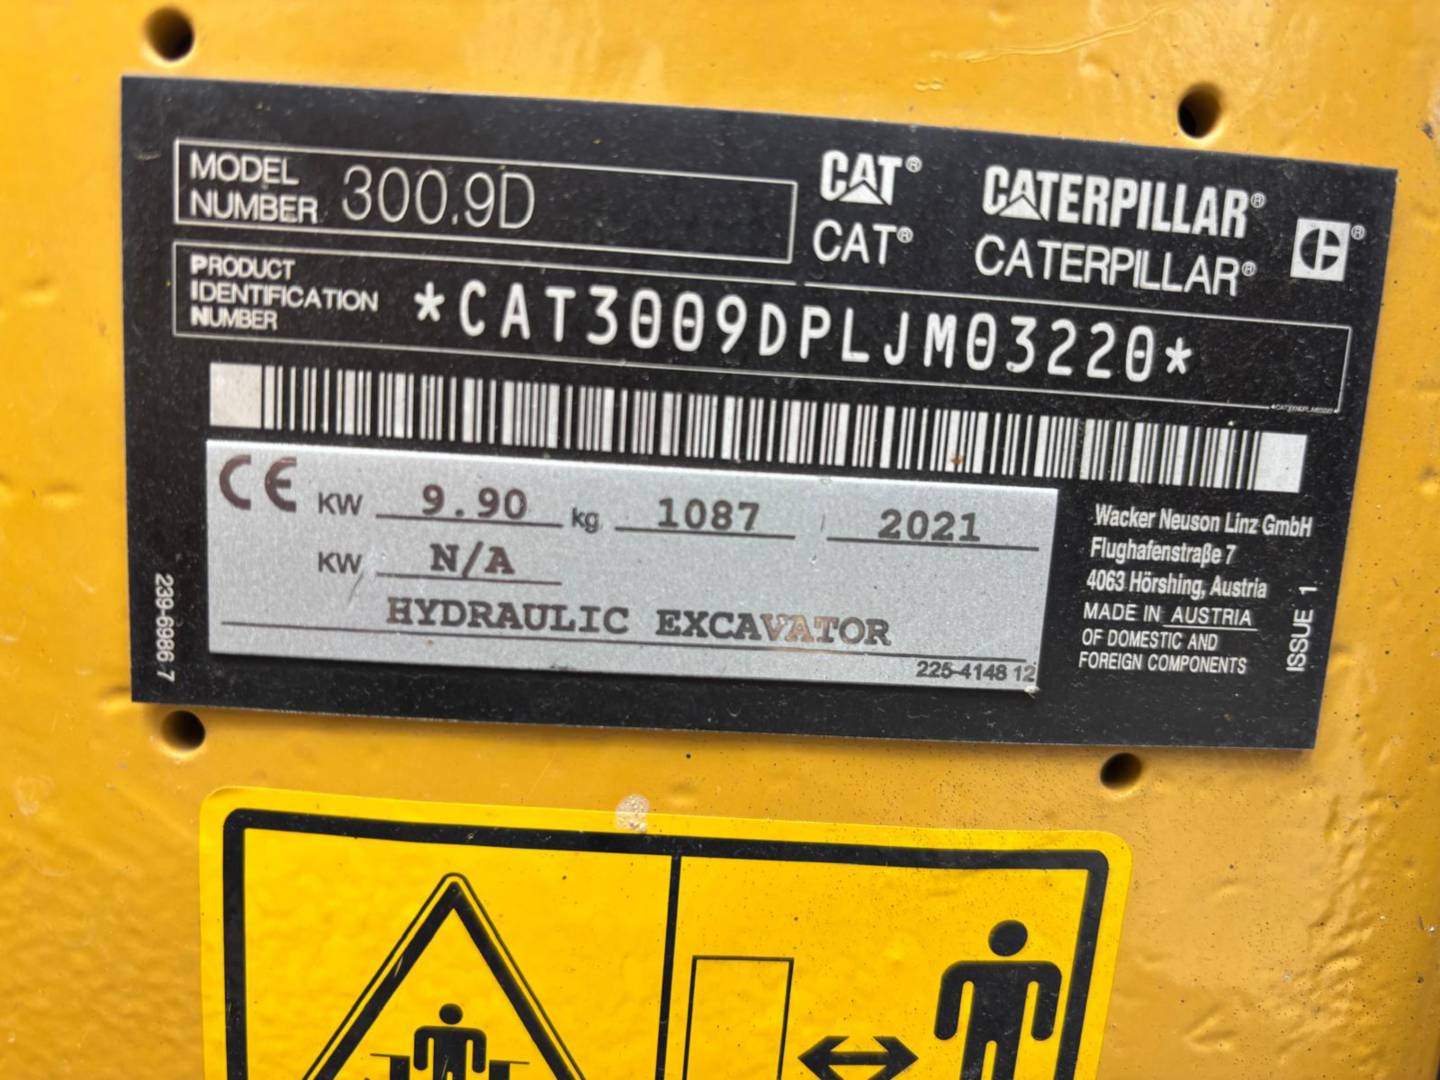 MODEL NUMBER 300.9D
CAT® CATERPILLAR®
CAT® CATERPILLAR®
PRODUCT IDENTIFICATION NUMBER *CAT3009DPLJM03220*
CE KW 9.90 kg 1087 2021
KW N/A
HYDRAULIC EXCAVATOR
225-4148 12
Wacker Neuson Linz GmbH
Flughafenstraße 7
4063 Hörshing, Austria
MADE IN AUSTRIA
OF DOMESTIC AND
FOREIGN COMPONENTS
ISSUE 1
239-6986-7